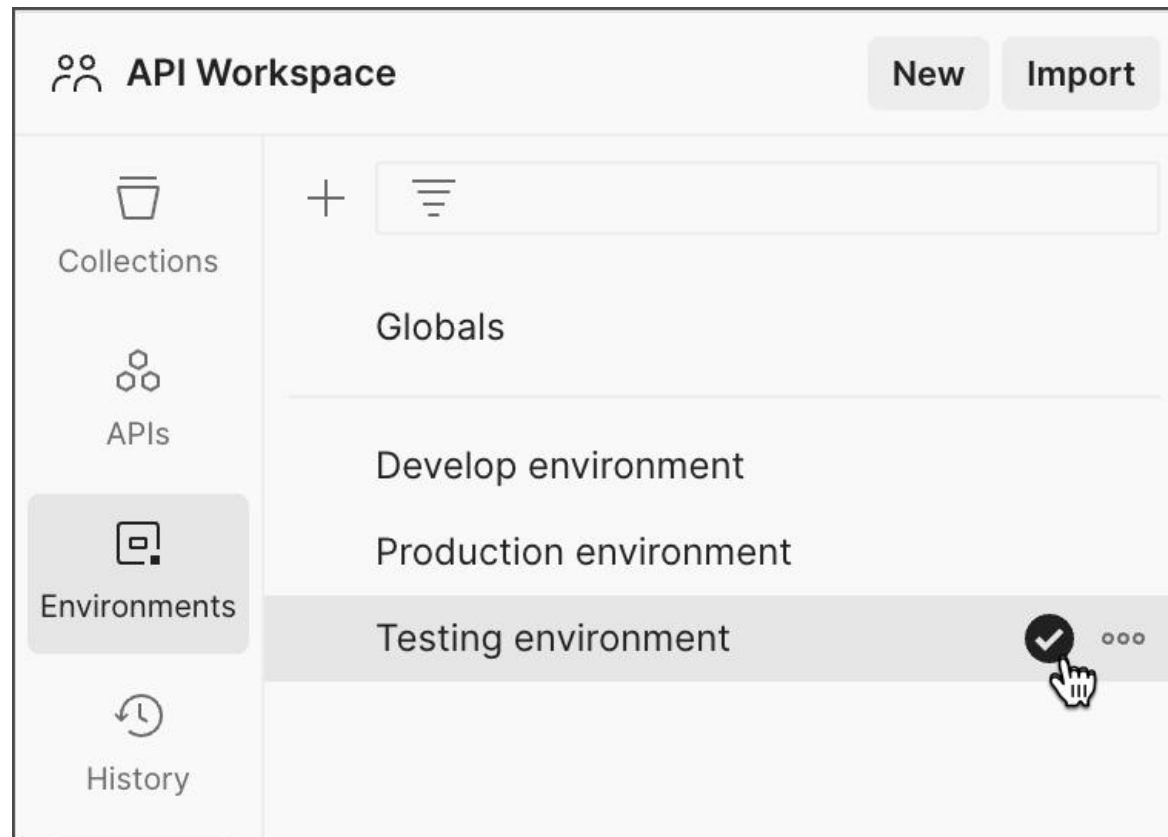 API Workspace
New
Import
Collections
APIs
Environments
History
Globals
Develop environment
Production environment
Testing environment